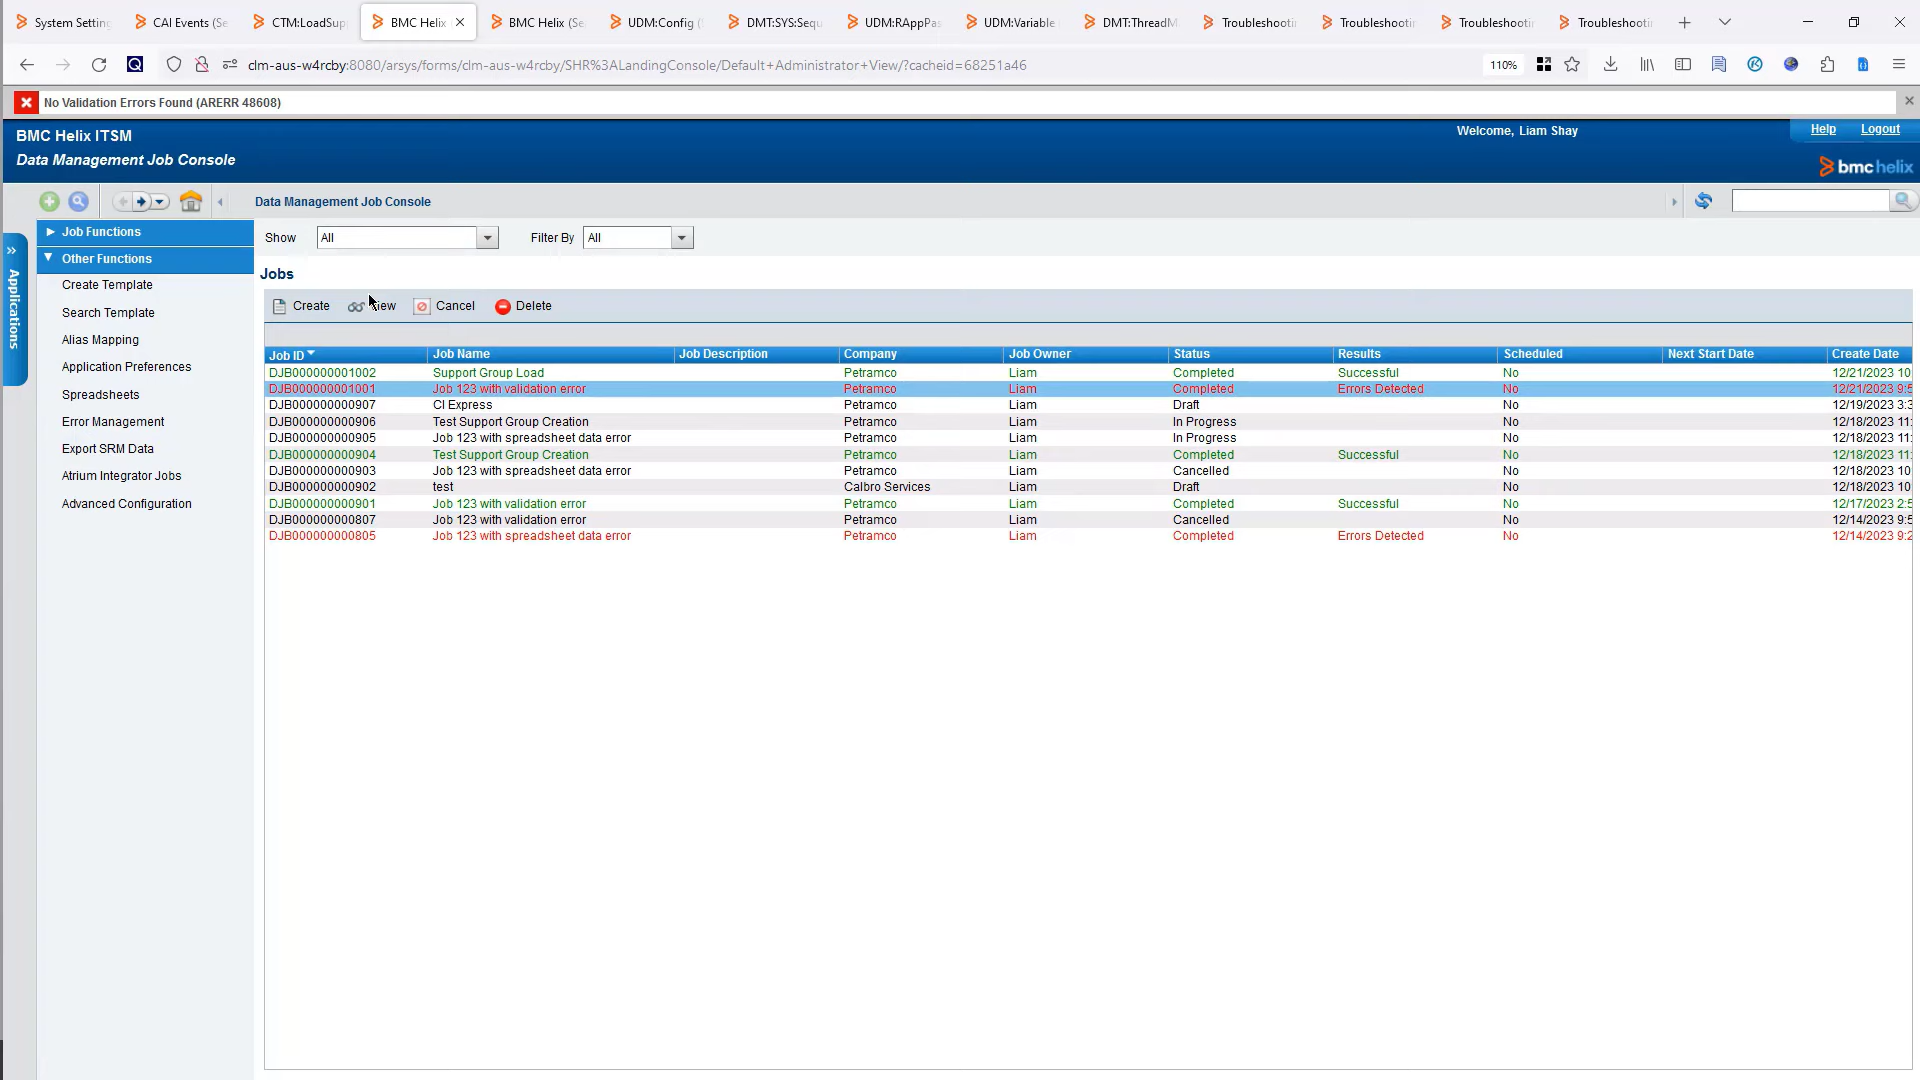 System Setting
CAI Events (Se
CTM:LoadSup
BMC Helix
BMC Helix (Se
UDM:Config (
DMT:SYS:Sequ
UDM:RAppPas
UDM:Variable
DMT:ThreadM
Troubleshooti
Troubleshooti
Troubleshooti
Troubleshooti
clm-aus-w4rcby:8080/arsys/forms/clm-aus-w4rcby/SHR%3ALandingConsole/Default+Administrator+View/?cacheid=68251a46
110%
No Validation Errors Found (ARERR 48608)
BMC Helix ITSM
Welcome, Liam Shay
Help
Logout
Data Management Job Console
bmc helix
Data Management Job Console
Applications
Job Functions
Other Functions
Create Template
Search Template
Alias Mapping
Application Preferences
Spreadsheets
Error Management
Export SRM Data
Atrium Integrator Jobs
Advanced Configuration
Show All Filter By All
Jobs
Create Cancel Delete
Job ID Job Name Job Description Company Job Owner Status Results Scheduled Next Start Date Create Date
DJB000000001002 Support Group Load Petramco Liam Completed Successful No 12/21/2023 10
DJB000000001001 Job 123 with validation error Petramco Liam Completed Errors Detected No 12/21/2023 9:5
DJB000000000907 CI Express Petramco Liam Draft No 12/19/2023 3:3
DJB000000000906 Test Support Group Creation Petramco Liam In Progress No 12/18/2023 11:
DJB000000000905 Job 123 with spreadsheet data error Petramco Liam In Progress No 12/18/2023 11:
DJB000000000904 Test Support Group Creation Petramco Liam Completed Successful No 12/18/2023 11:
DJB000000000903 Job 123 with spreadsheet data error Petramco Liam Cancelled No 12/18/2023 10
DJB000000000902 test Calbro Services Liam Draft No 12/18/2023 10
DJB000000000901 Job 123 with validation error Petramco Liam Completed Successful No 12/17/2023 2:5
DJB000000000807 Job 123 with validation error Petramco Liam Cancelled No 12/14/2023 9:5
DJB000000000805 Job 123 with spreadsheet data error Petramco Liam Completed Errors Detected No 12/14/2023 9:2